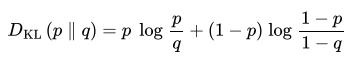 D_KL (p ∥ q) = p log p/q + (1 − p) log (1 − p)/(1 − q)